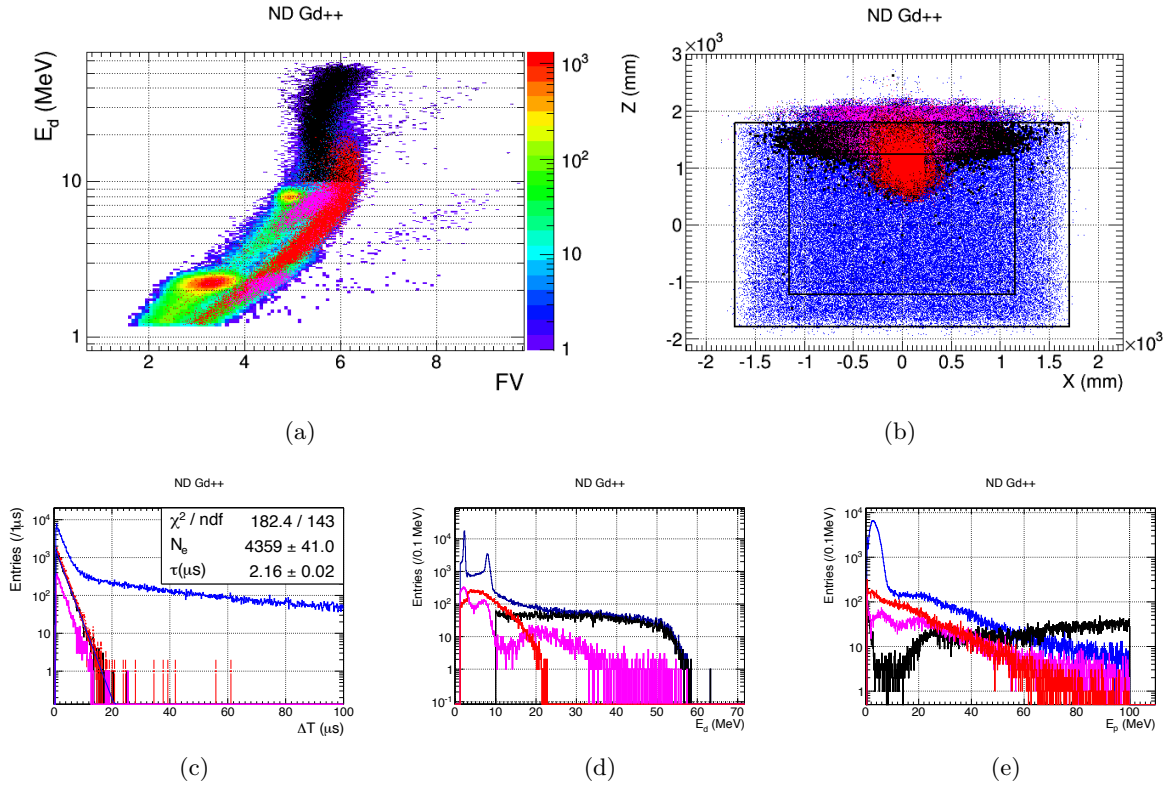 ND Gd++
E_d (MeV)
10
1
2
4
6
8
FV
10³
10²
10
1
(a)
ND Gd++
×10³
Z (mm)
3
2
1
0
-1
-2
-2
-1.5
-1
-0.5
0
0.5
1
1.5
2
×10³
X (mm)
(b)
ND Gd++
Entries (/1μs)
10⁴
10³
10²
10
1
χ² / ndf 182.4 / 143
N_e 4359 ± 41.0
τ(μs) 2.16 ± 0.02
0
20
40
60
80
100
ΔT (μs)
(c)
ND Gd++
Entries (/0.1 MeV)
10⁴
10³
10²
10
1
10⁻¹
0
10
20
30
40
50
60
70
E_d (MeV)
(d)
ND Gd++
Entries (/0.1MeV)
10⁴
10³
10²
10
1
0
20
40
60
80
100
E_p (MeV)
(e)